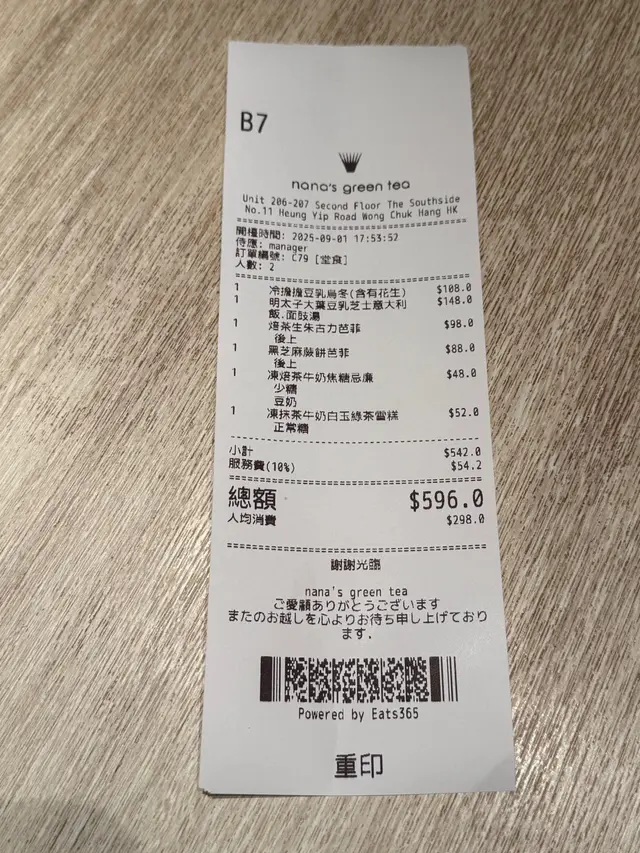 B7
nana's green tea
Unit 206-207 Second Floor The Southside
No.11 Heung Yip Road Wong Chuk Hang HK
開檯時間: 2025-09-01 17:53:52
侍應: manager
訂單編號: C79 [堂食]
人數: 2
1 冷擔擔豆乳烏冬(含有花生) $108.0
1 明太子大葉豆乳芝士意大利 $148.0
飯.面豉湯
1 焙茶生朱古力芭菲 $98.0
後上
1 黑芝麻蕨餅芭菲 $88.0
後上
1 凍焙茶牛奶焦糖忌廉 $48.0
少糖
豆奶
1 凍抹茶牛奶白玉綠茶雪糕 $52.0
正常糖
小計 $542.0
服務費(10%) $54.2
總額 $596.0
人均消費 $298.0
謝謝光臨
nana's green tea
ご愛顧ありがとうございます
またのお越しを心よりお待ち申し上げており
ます.
Powered by Eats365
重印